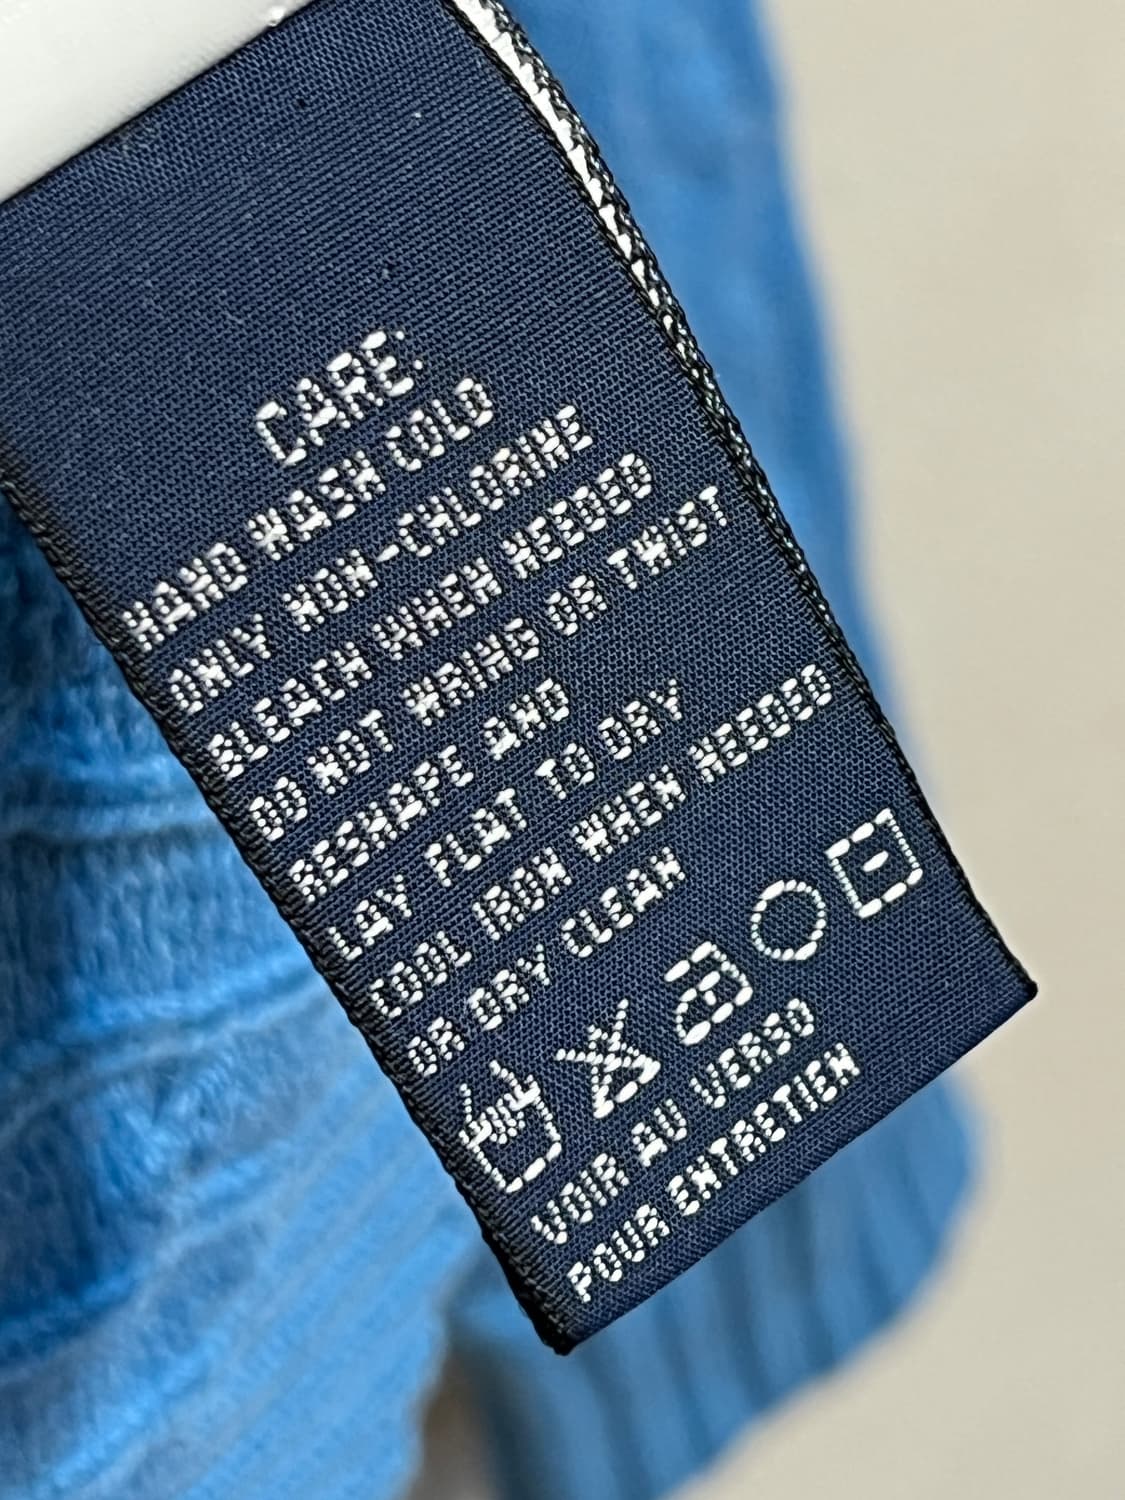 CARE:
HAND WASH COLD
ONLY NON-CHLORINE
BLEACH WHEN NEEDED
DO NOT WRING OR TWIST
RESHAPE AND
LAY FLAT TO DRY
COOL IRON WHEN NEEDED
OR DRY CLEAN
VOIR AU VERSO
POUR ENTRETIEN